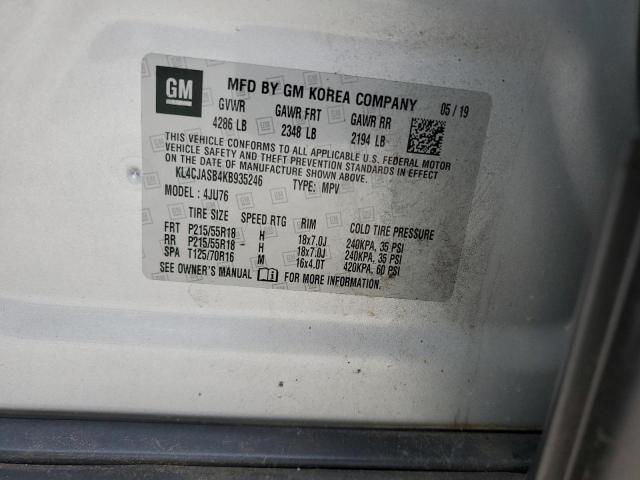 GM MFD BY GM KOREA COMPANY 05 / 19
GVWR GAWR FRT GAWR RR
4286 LB 2348 LB 2194 LB
THIS VEHICLE CONFORMS TO ALL APPLICABLE U.S. FEDERAL MOTOR
VEHICLE SAFETY AND THEFT PREVENTION STANDARDS IN EFFECT
ON THE DATE OF MANUFACTURE SHOWN ABOVE.
KL4CJASB4KB935246 TYPE: MPV
MODEL: 4JU76
TIRE SIZE SPEED RTG RIM COLD TIRE PRESSURE
FRT P215/55R18 H 18x7.0J 240KPA, 35 PSI
RR P215/55R18 H 18x7.0J 240KPA, 35 PSI
SPA T125/70R16 M 16x4.0T 420KPA, 60 PSI
SEE OWNER'S MANUAL FOR MORE INFORMATION.